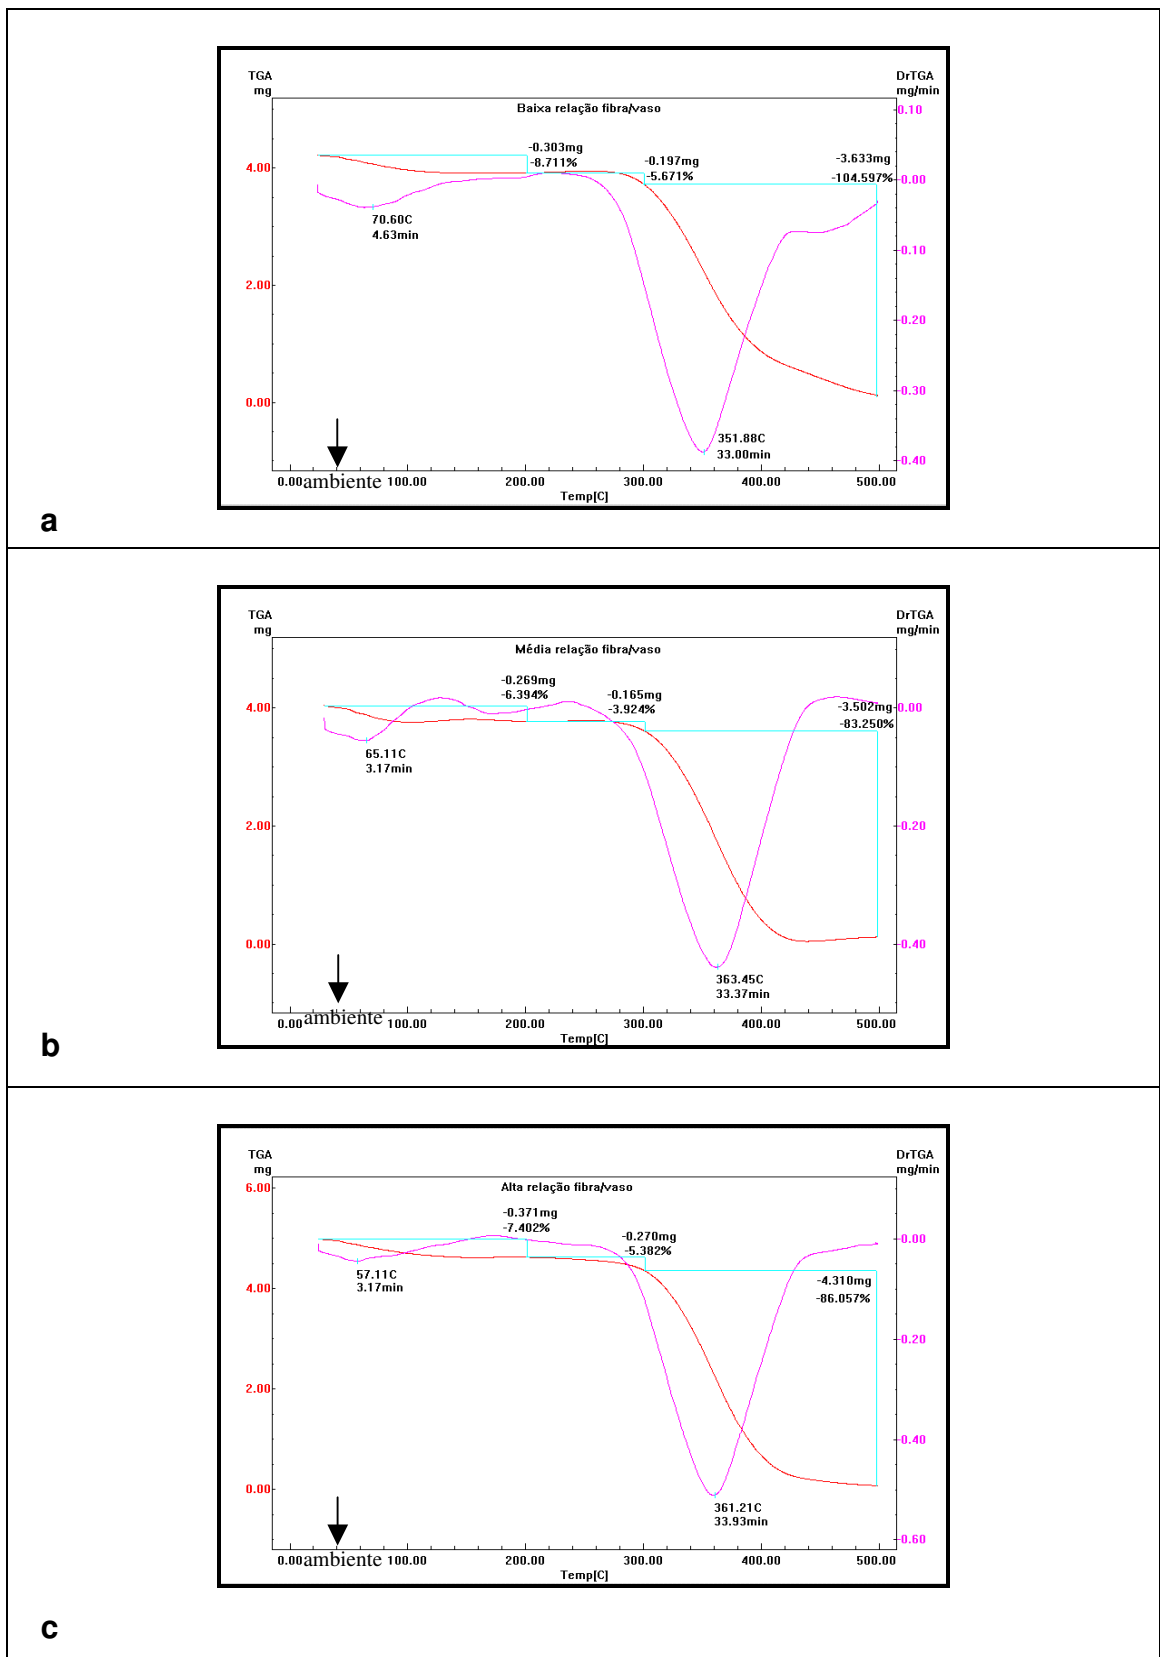 TGA
mg
DrTGA
mg/min
Baixa relação fibra/vaso
0.10
-0.303mg
-8.711%
-0.197mg
-5.671%
-3.633mg
-104.597%
4.00
-0.00
70.60C
4.63min
-0.10
2.00
-0.20
-0.30
0.00
351.88C
33.00min
-0.40
0.00 ambiente 100.00 200.00 300.00 400.00 500.00
Temp[C]
a
TGA
mg
DrTGA
mg/min
Média relação fibra/vaso
-0.269mg
-6.394%
-0.165mg
-3.924%
-3.502mg
-83.250%
4.00
0.00
65.11C
3.17min
2.00
-0.20
0.00
-0.40
363.45C
33.37min
0.00 ambiente 100.00 200.00 300.00 400.00 500.00
Temp[C]
b
TGA
mg
DrTGA
mg/min
6.00
Alta relação fibra/vaso
-0.371mg
-7.402%
-0.270mg
-5.382%
0.00
57.11C
3.17min
-4.310mg
-86.057%
4.00
-0.20
2.00
-0.40
0.00
361.21C
33.93min
-0.60
0.00 ambiente 100.00 200.00 300.00 400.00 500.00
Temp[C]
c